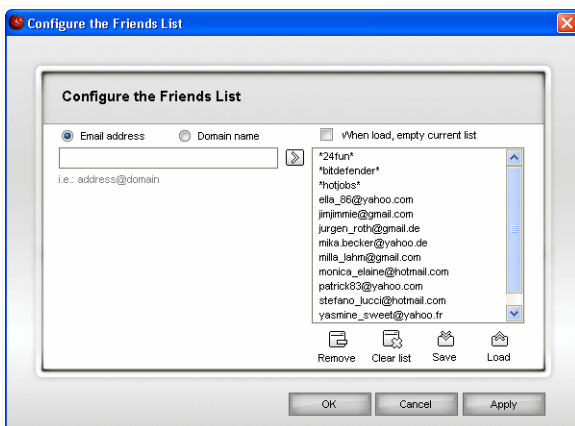 Configure the Friends List
Configure the Friends List
Email address
Domain name
i.e.: address@domain
When load, empty current list
*24fun*
*bitdefender*
*hotjobs*
ella_86@yahoo.com
jimjimmie@gmail.com
jurgen_roth@gmail.de
mika.becker@yahoo.de
milla_lahm@gmail.com
monica_elaine@hotmail.com
patrick83@yahoo.com
stefano_lucci@hotmail.com
yasmine_sweet@yahoo.fr
Remove Clear list Save Load
OK Cancel Apply